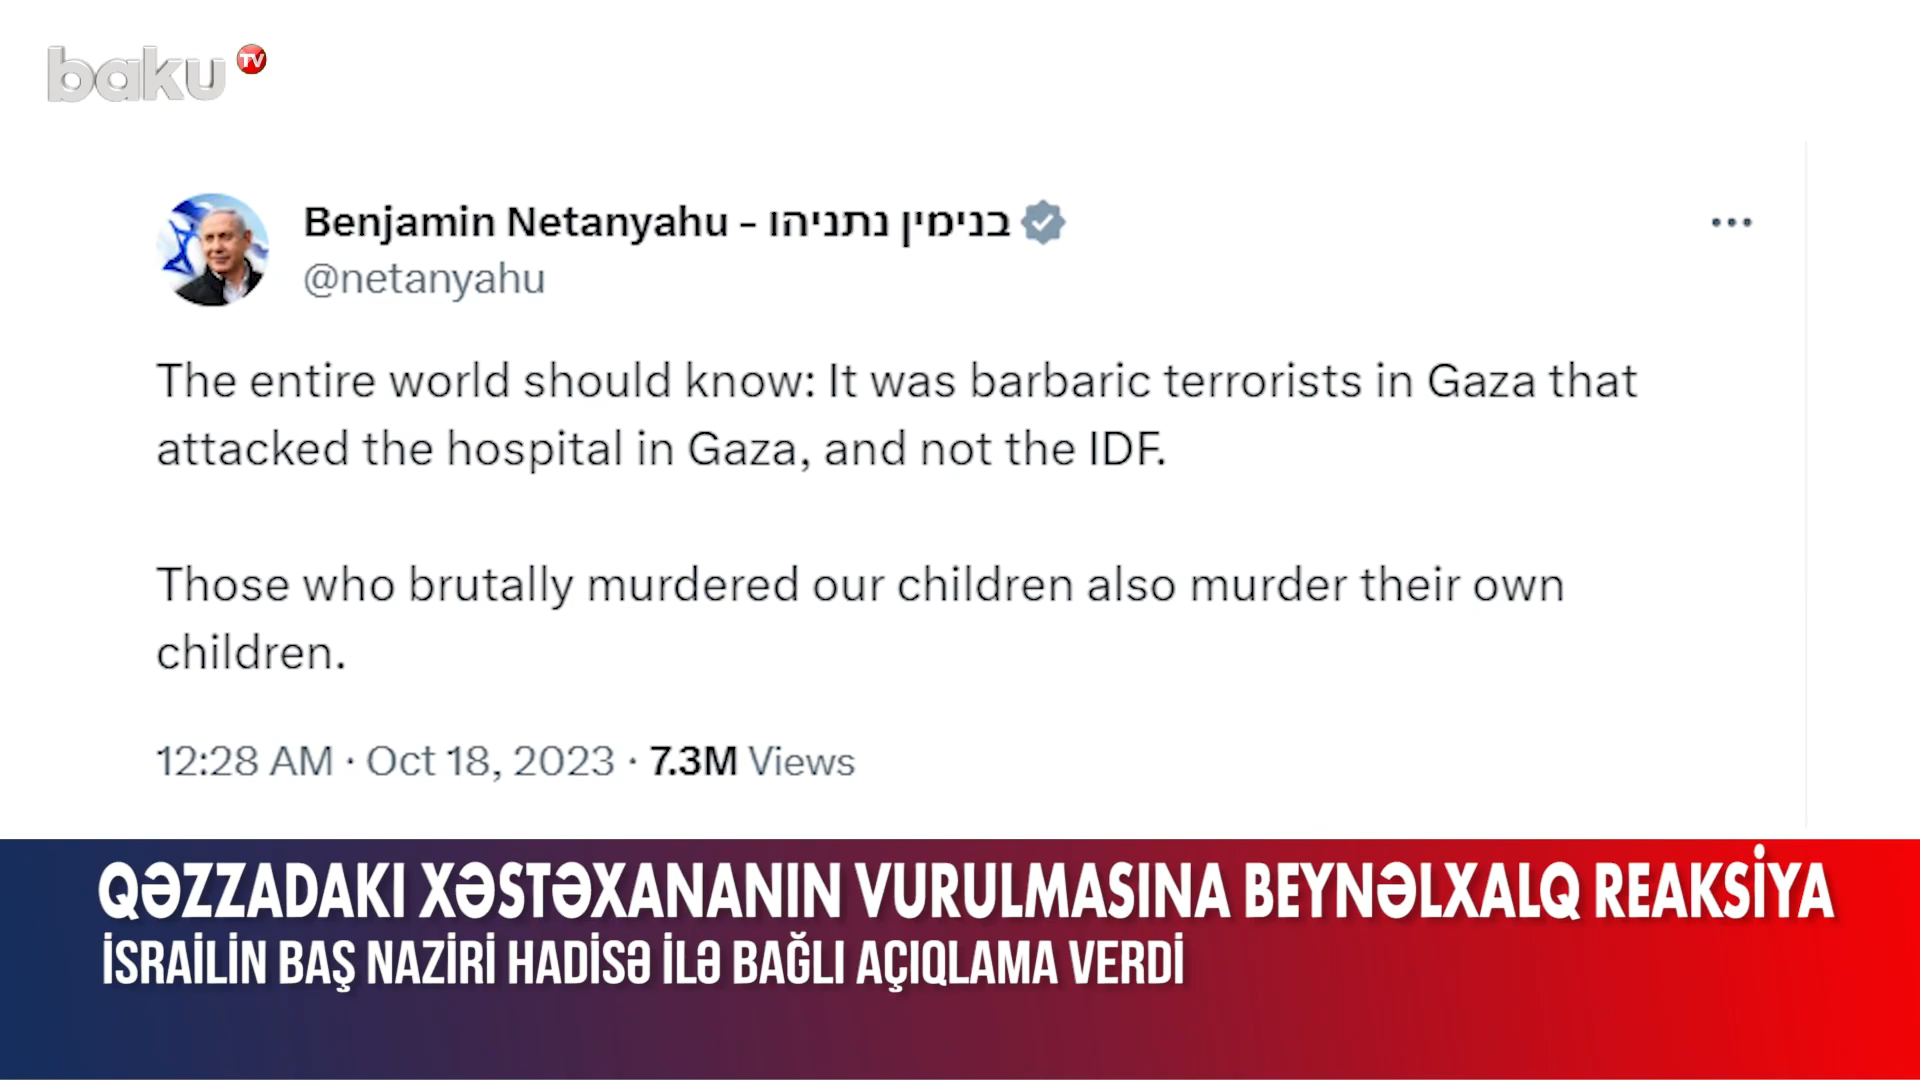 baku TV
Benjamin Netanyahu - בנימין נתניהו
@netanyahu
The entire world should know: It was barbaric terrorists in Gaza that
attacked the hospital in Gaza, and not the IDF.
Those who brutally murdered our children also murder their own
children.
12:28 AM · Oct 18, 2023 · 7.3M Views
QƏZZADAKI XƏSTƏXANANIN VURULMASINA BEYNƏLXALQ REAKSİYA
İSRAİLİN BAŞ NAZİRİ HADİSƏ İLƏ BAĞLI AÇIQLAMA VERDİ